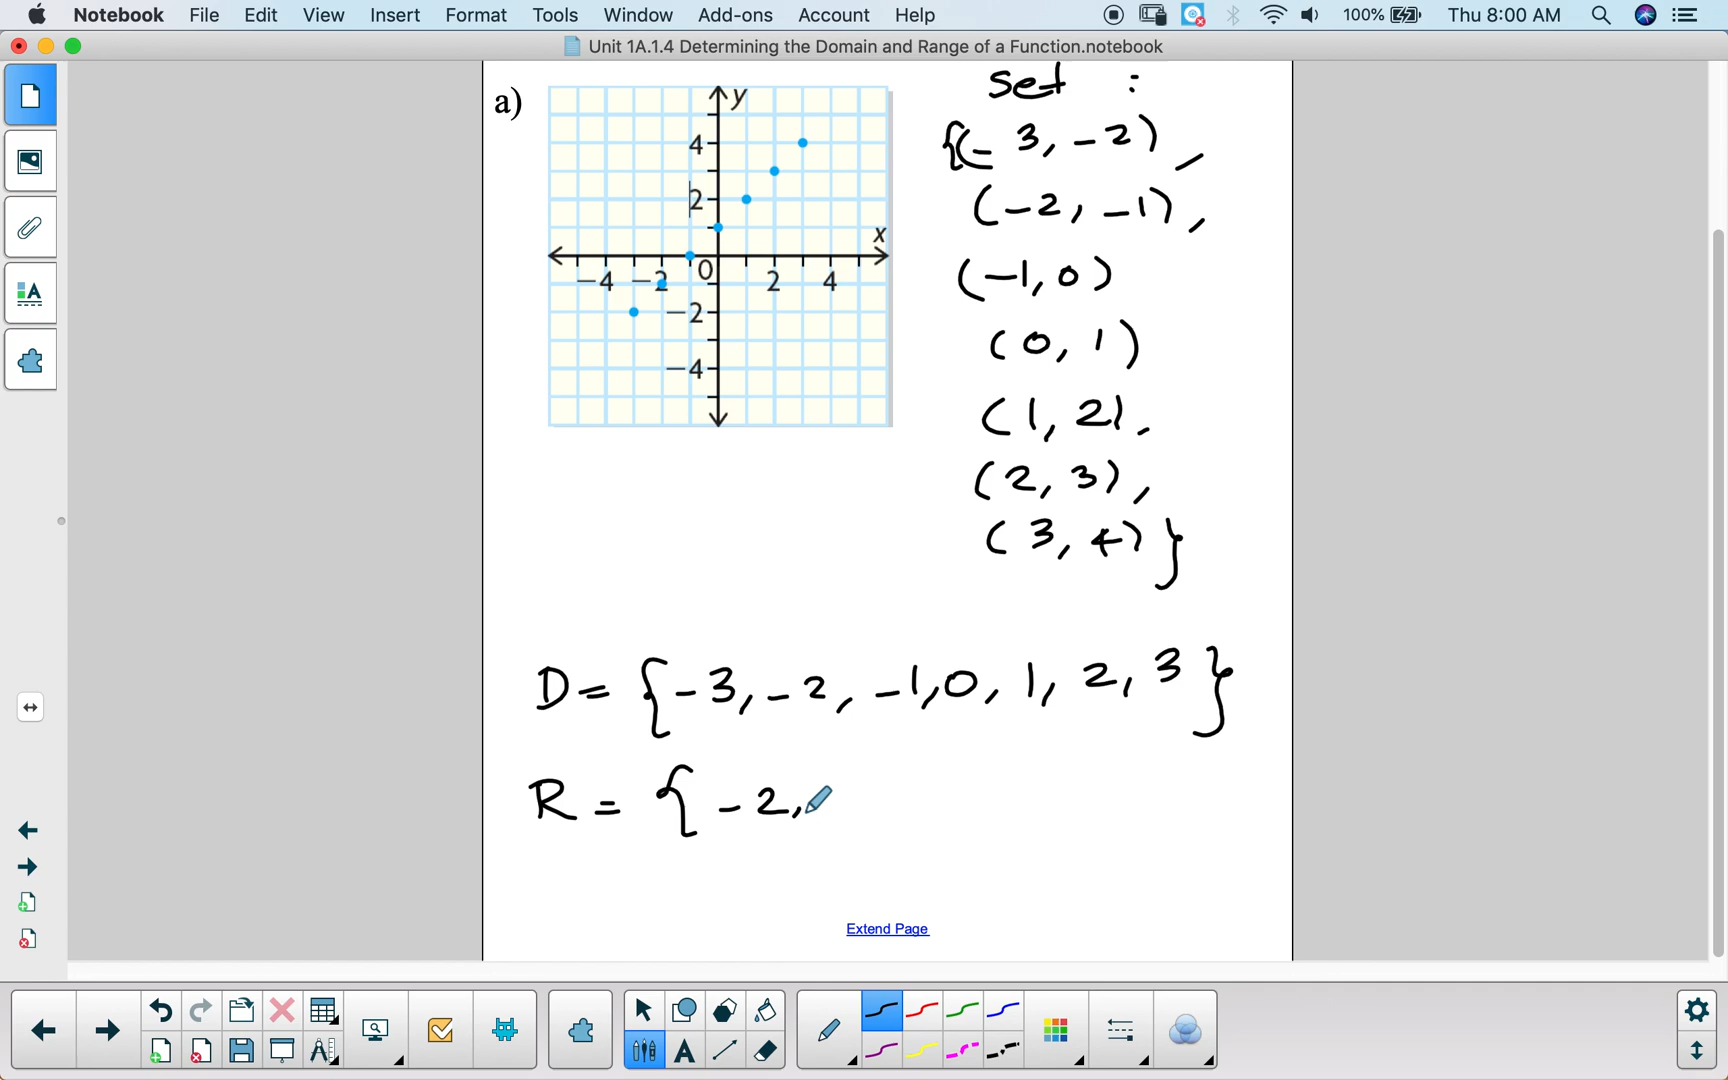 Notebook File Edit View Insert Format Tools Window Add-ons Account Help 100% Thu 8:00 AM
Unit 1A.1.4 Determining the Domain and Range of a Function.notebook
set :
a)
y
4
2
x
-4 -2 0 2 4
-2
-4
{(-3, -2),
(-2, -1),
(-1, 0)
(0, 1)
(1, 2),
(2, 3),
(3, 4)}
D = {-3, -2, -1, 0, 1, 2, 3}
R = { -2,
Extend Page
A
A